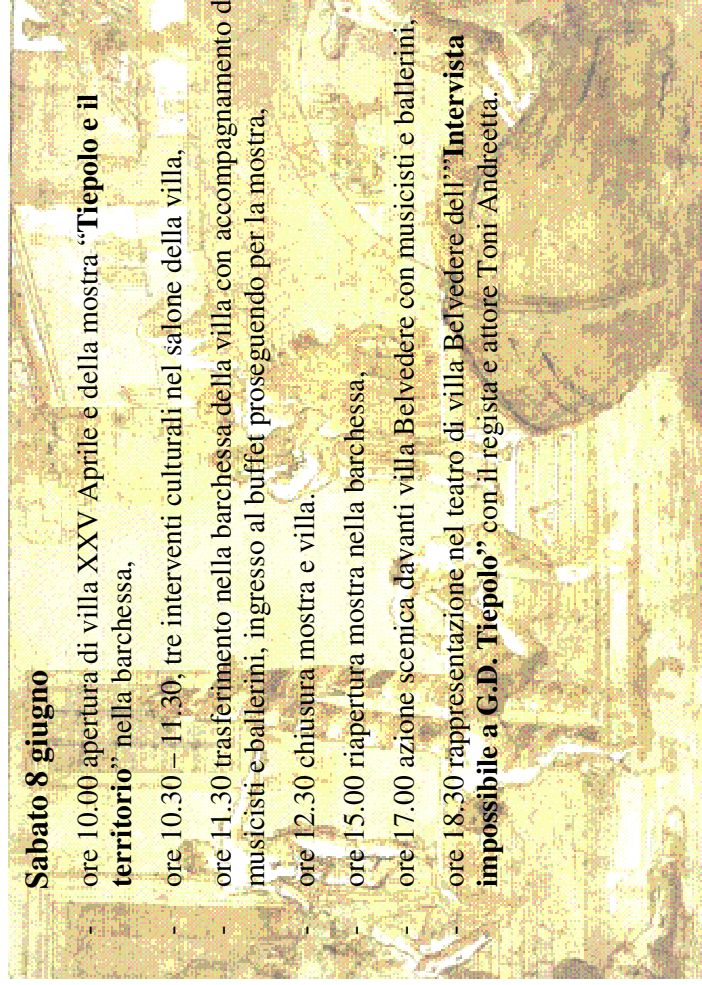 Sabato 8 giugno
- ore 10.00 apertura di villa XXV Aprile e della mostra “Tiepolo e il
territorio” nella barchessa,
- ore 10.30 – 11.30, tre interventi culturali nel salone della villa,
- ore 11.30 trasferimento nella barchessa della villa con accompagnamento d
musicisti e ballerini, ingresso al buffet proseguendo per la mostra,
- ore 12.30 chiusura mostra e villa.
- ore 15.00 riapertura mostra nella barchessa,
- ore 17.00 azione scenica davanti villa Belvedere con musicisti e ballerini,
- ore 18.30 rappresentazione nel teatro di villa Belvedere dell’”Intervista
impossibile a G.D. Tiepolo” con il regista e attore Toni Andreetta.